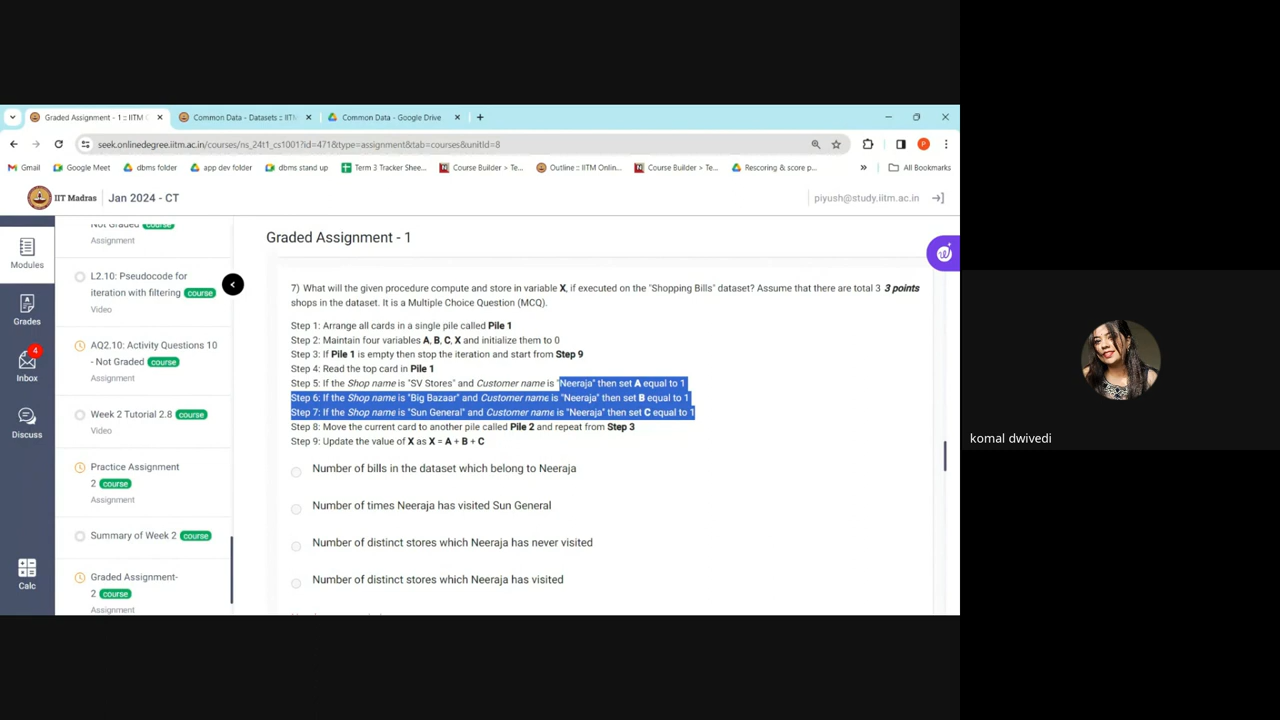 Graded Assignment - 1 :: IITM C
Common Data - Datasets :: IITM
Common Data - Google Drive
seek.onlinedegree.iitm.ac.in/courses/ns_24t1_cs1001?id=471&type=assignment&tab=courses&unitId=8
Gmail
Google Meet
dbms folder
app dev folder
dbms stand up
Term 3 Tracker Shee...
Course Builder > Te...
Outline :: IITM Onlin...
Course Builder > Te...
Rescoring & score p...
All Bookmarks
IIT Madras
Jan 2024 - CT
piyush@study.iitm.ac.in
Modules
Grades
4
Inbox
Discuss
Calc
Not Graded course
Assignment
L2.10: Pseudocode for
iteration with filtering course
Video
AQ2.10: Activity Questions 10
- Not Graded course
Assignment
Week 2 Tutorial 2.8 course
Video
Practice Assignment
2 course
Assignment
Summary of Week 2 course
Graded Assignment-
2 course
Assignment
Graded Assignment - 1
7) What will the given procedure compute and store in variable X, if executed on the "Shopping Bills" dataset? Assume that there are total 3 3 points
shops in the dataset. It is a Multiple Choice Question (MCQ).
Step 1: Arrange all cards in a single pile called Pile 1
Step 2: Maintain four variables A, B, C, X and initialize them to 0
Step 3: If Pile 1 is empty then stop the iteration and start from Step 9
Step 4: Read the top card in Pile 1
Step 5: If the Shop name is "SV Stores" and Customer name is "Neeraja" then set A equal to 1
Step 6: If the Shop name is "Big Bazaar" and Customer name is "Neeraja" then set B equal to 1
Step 7: If the Shop name is "Sun General" and Customer name is "Neeraja" then set C equal to 1
Step 8: Move the current card to another pile called Pile 2 and repeat from Step 3
Step 9: Update the value of X as X = A + B + C
Number of bills in the dataset which belong to Neeraja
Number of times Neeraja has visited Sun General
Number of distinct stores which Neeraja has never visited
Number of distinct stores which Neeraja has visited
komal dwivedi